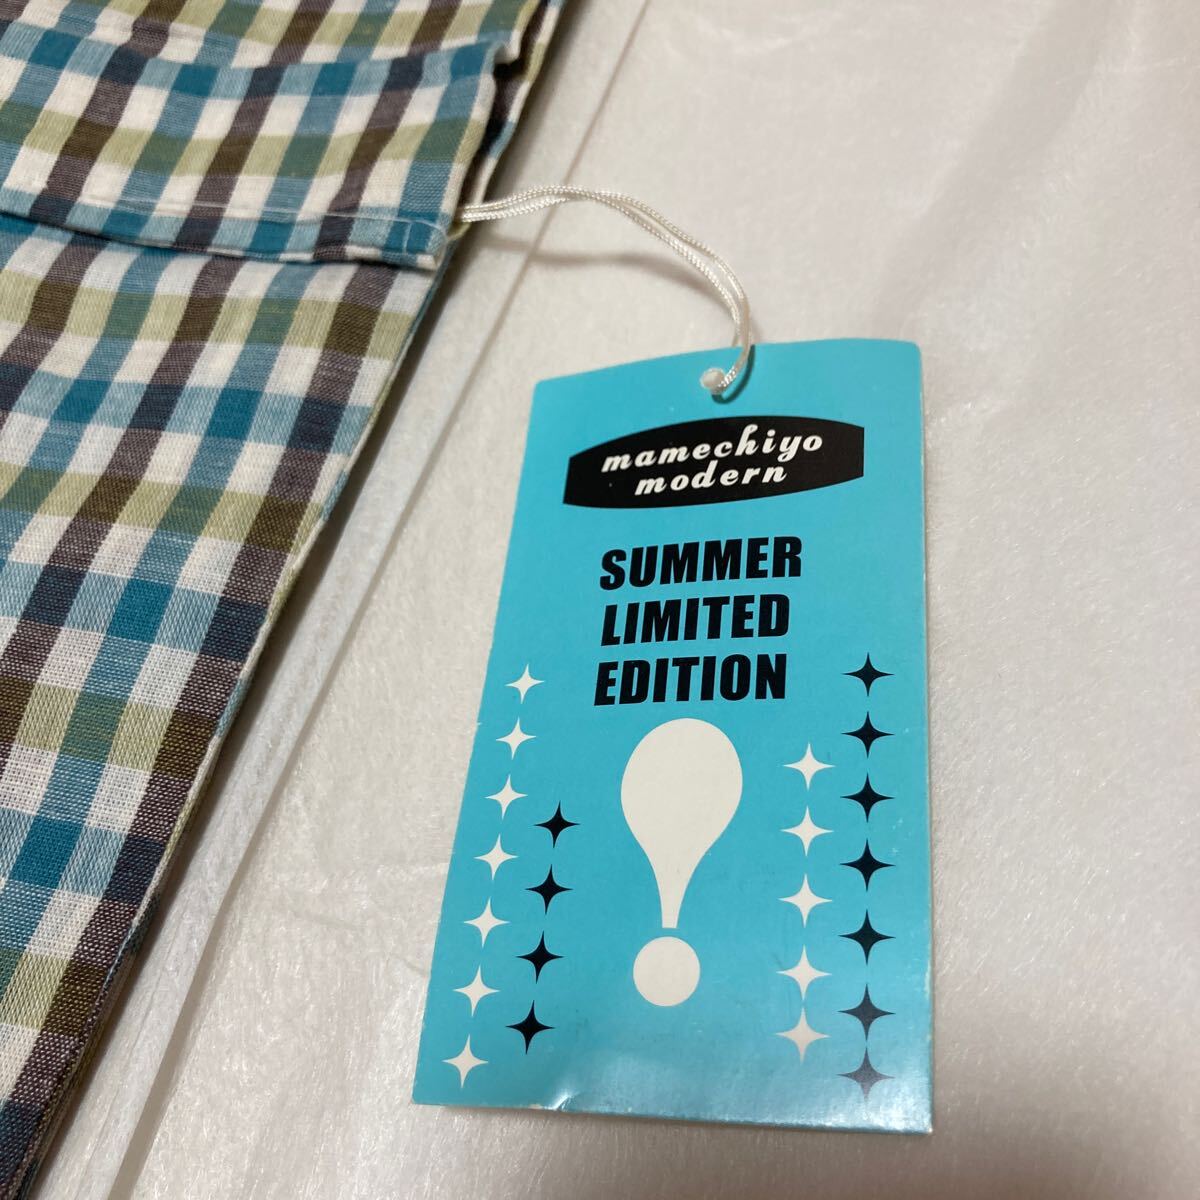 mamechiyo
modern
SUMMER
LIMITED
EDITION
!